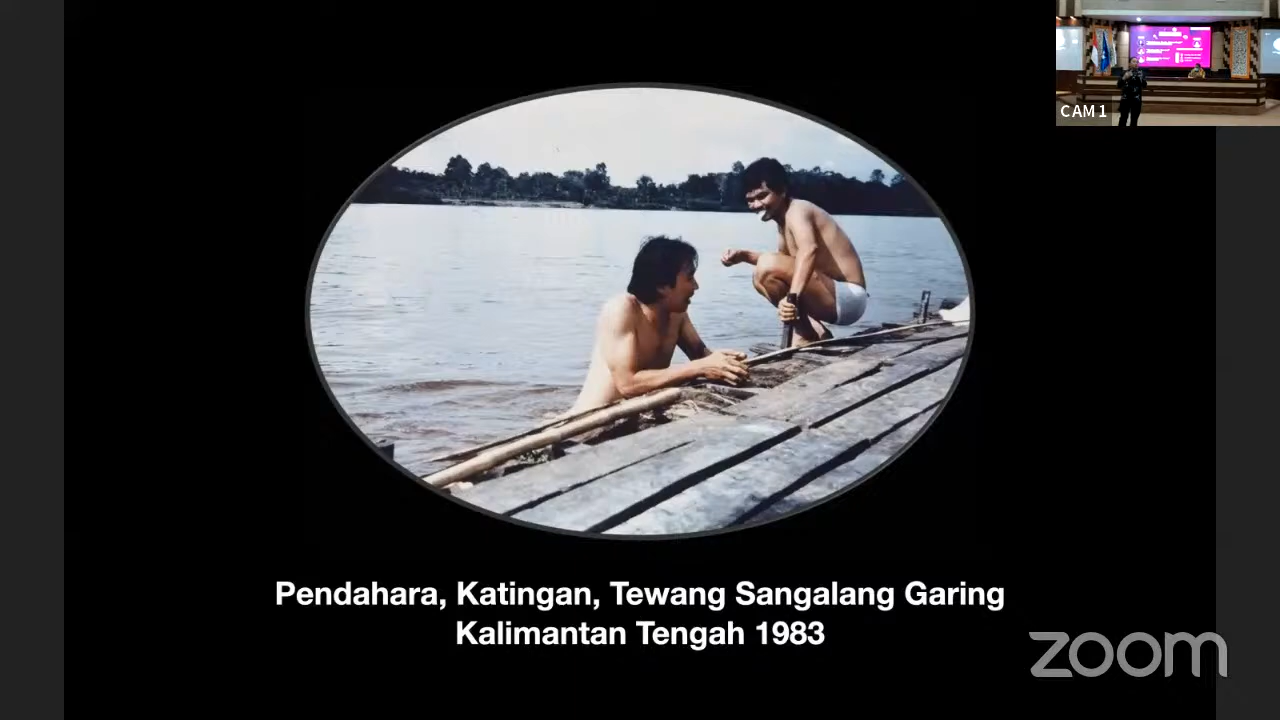 CAM 1
Pendahara, Katingan, Tewang Sangalang Garing
Kalimantan Tengah 1983
zoom